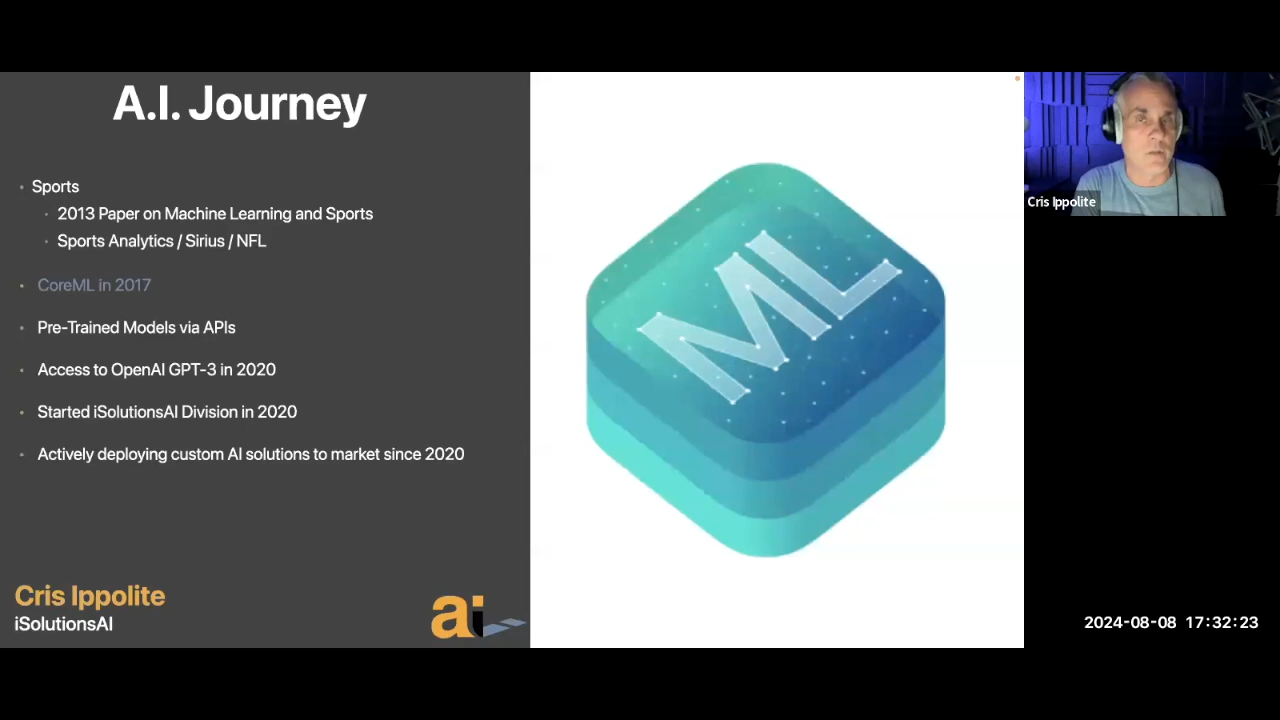 A.I. Journey
Sports
2013 Paper on Machine Learning and Sports
Sports Analytics / Sirius / NFL
CoreML in 2017
Pre-Trained Models via APIs
Access to OpenAI GPT-3 in 2020
Started iSolutionsAI Division in 2020
Actively deploying custom AI solutions to market since 2020
Cris Ippolite
iSolutionsAI
ai
ML
Cris Ippolite
2024-08-08 17:32:23